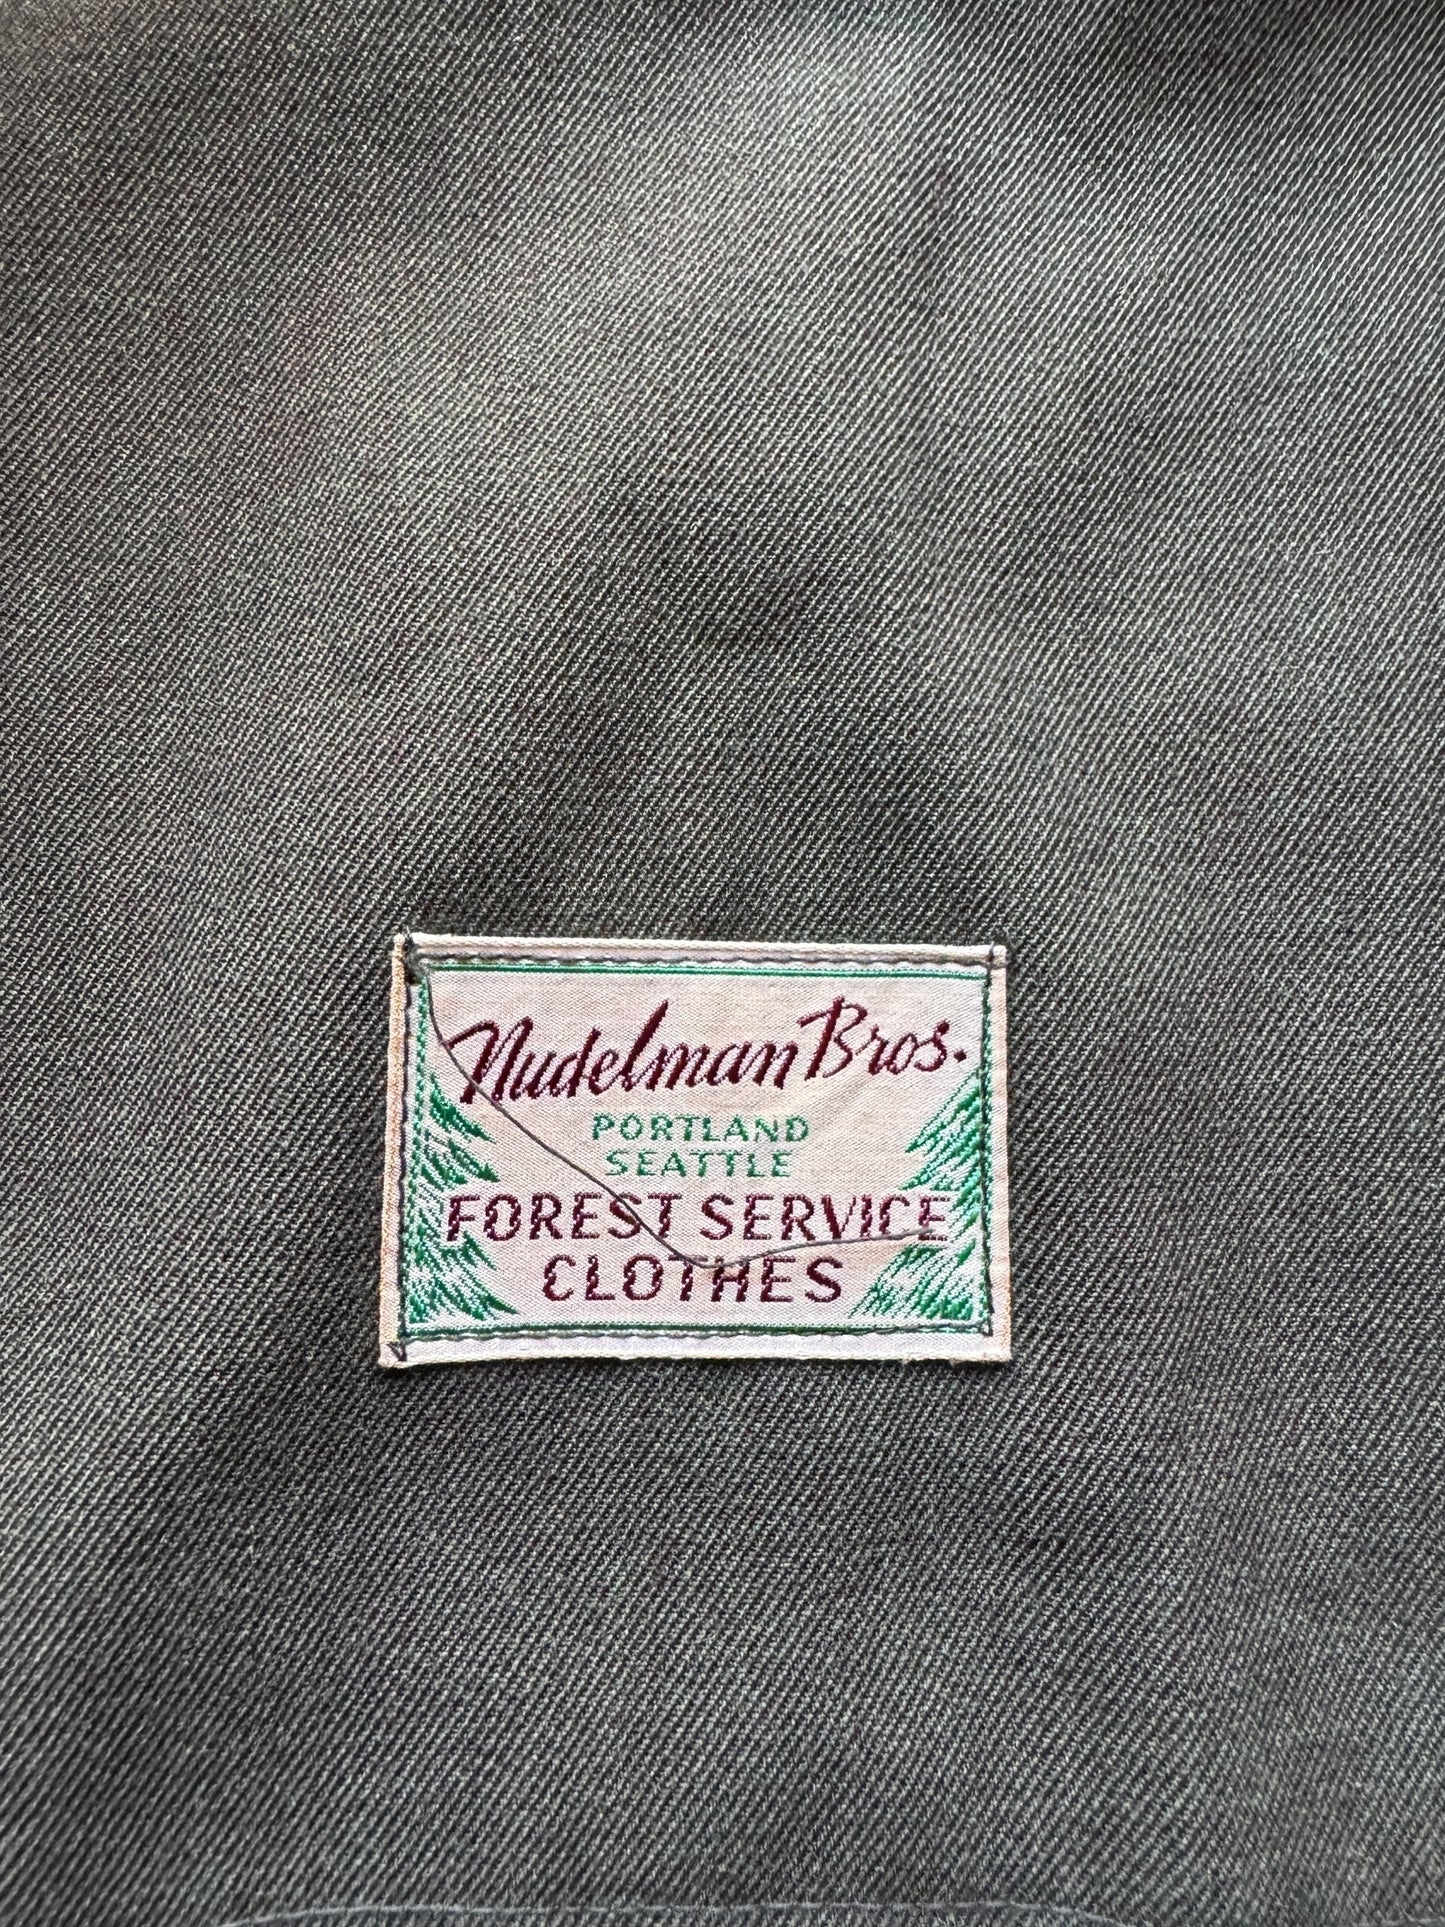 Nudelman Bros.
PORTLAND
SEATTLE
FOREST SERVICE
CLOTHES